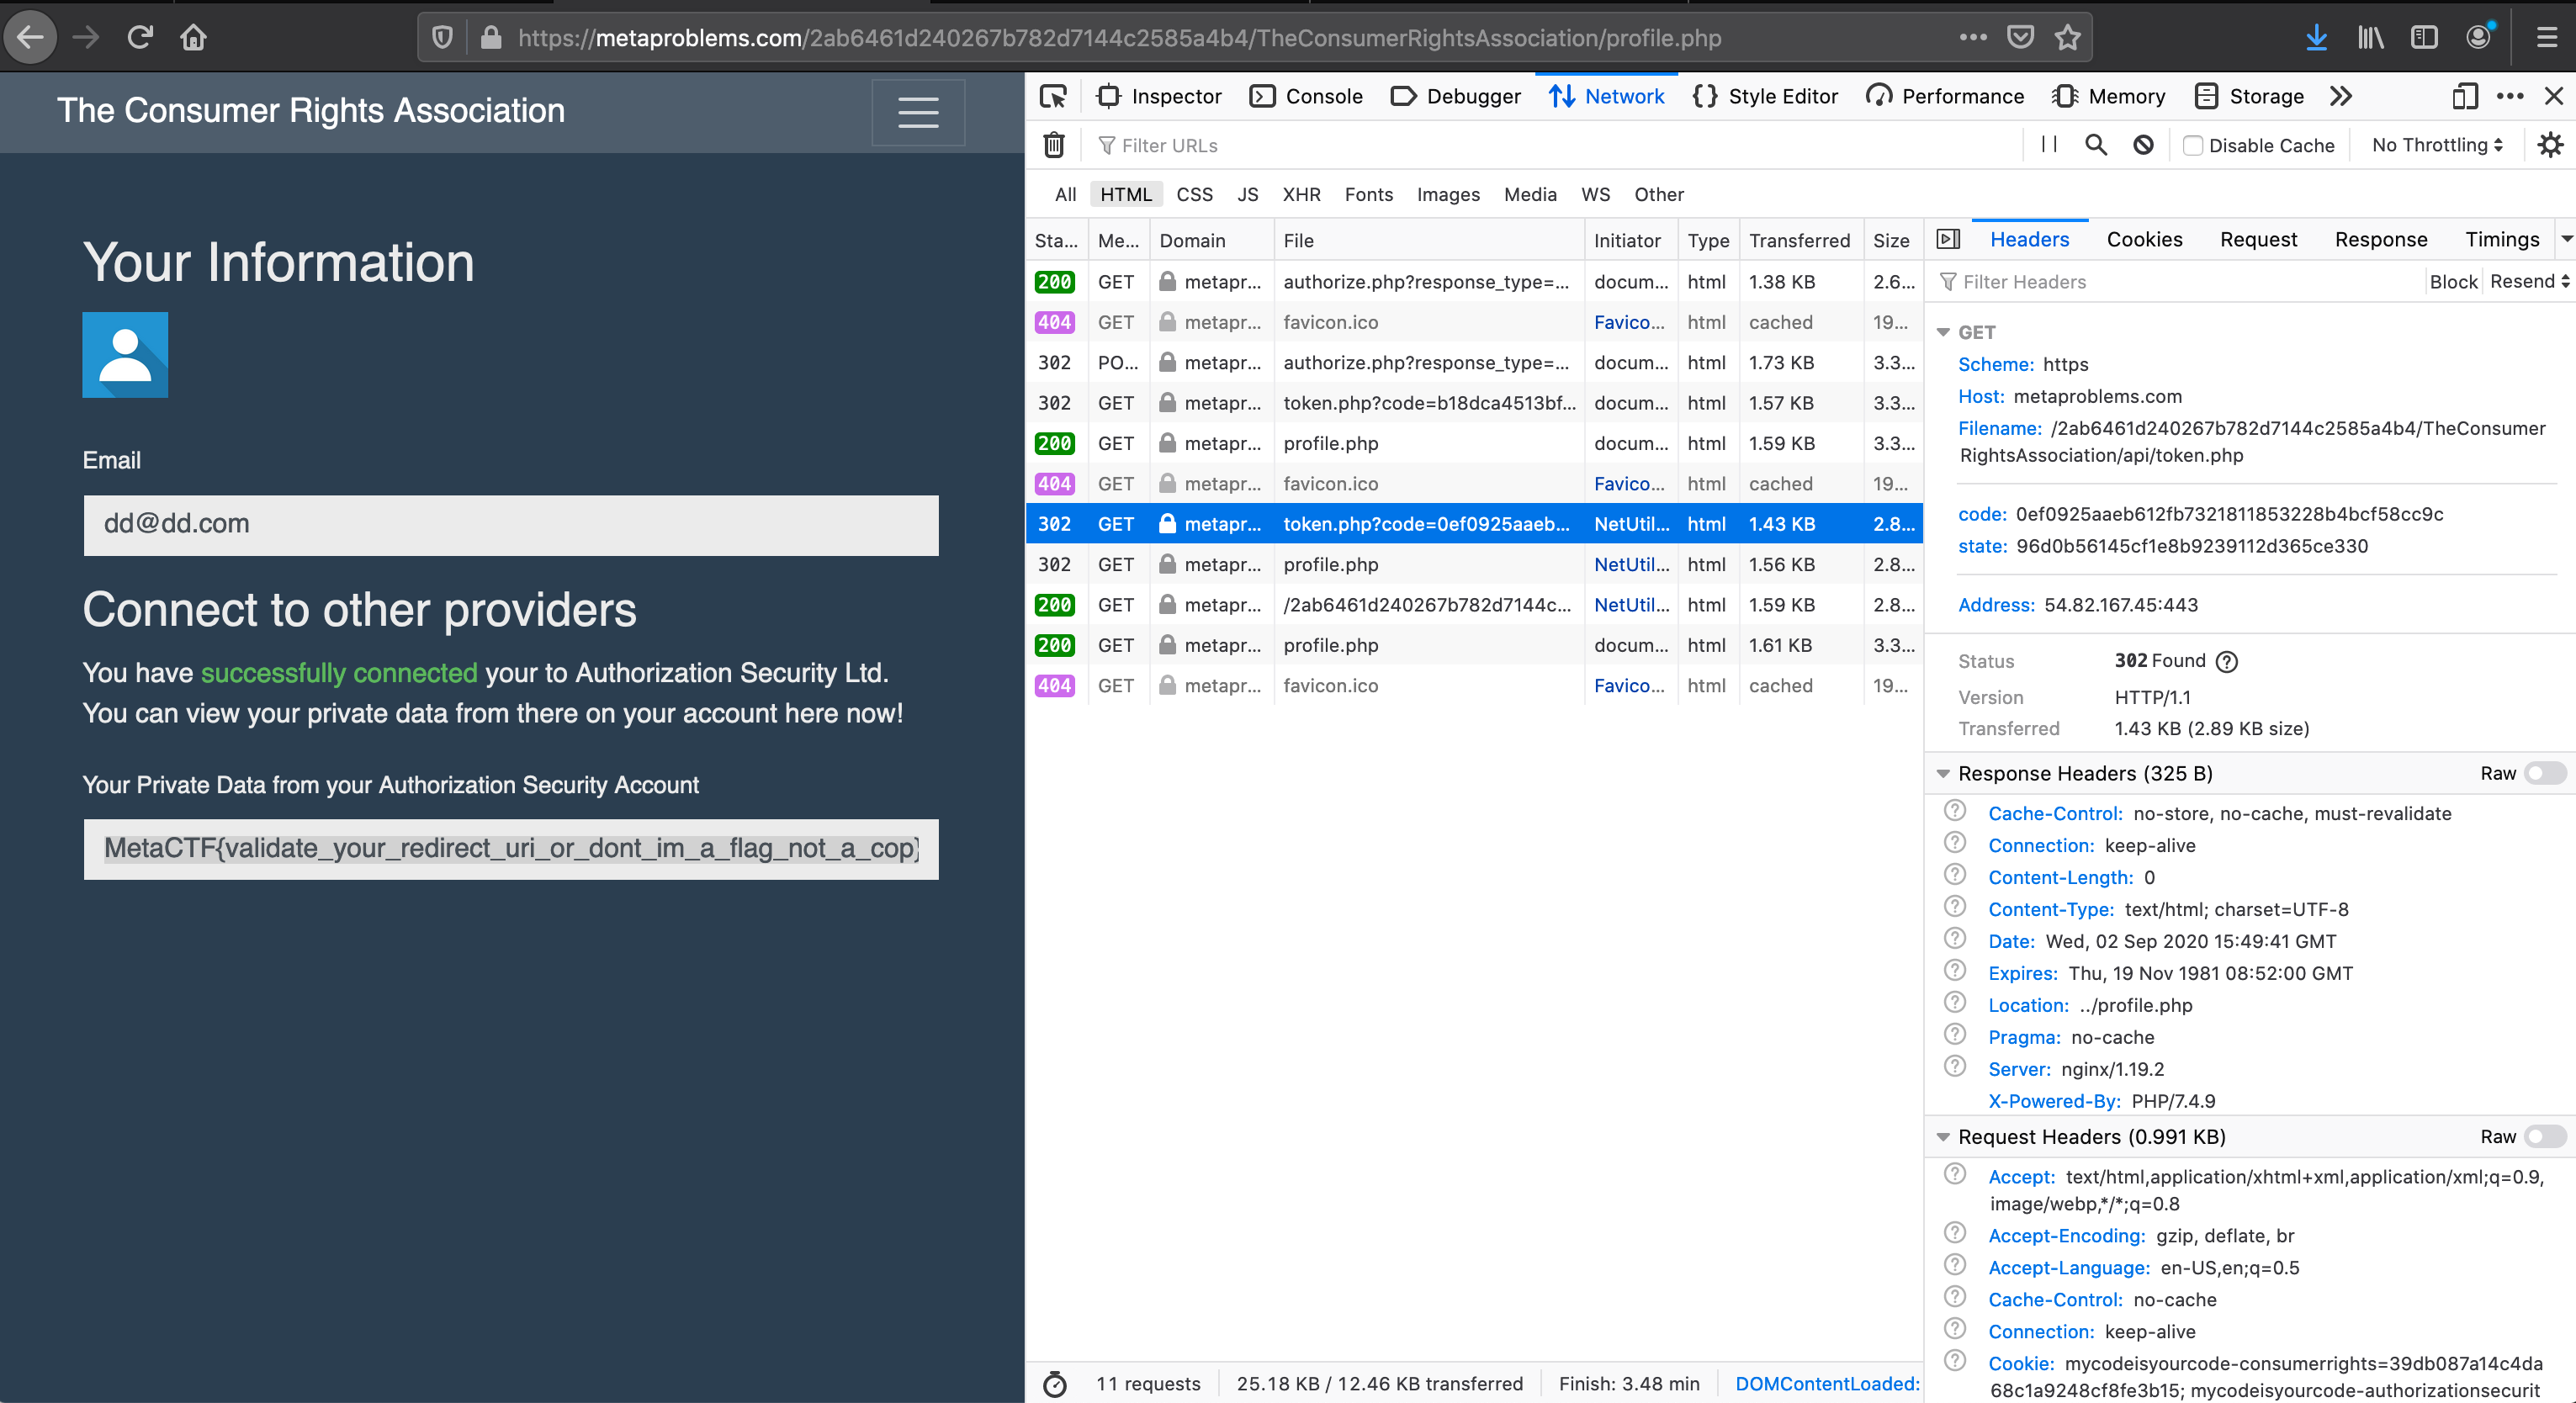 https://metaproblems.com/2ab6461d240267b782d7144c2585a4b4/TheConsumerRightsAssociation/profile.php
The Consumer Rights Association
Your Information
Email
dd@dd.com
Connect to other providers
You have successfully connected your to Authorization Security Ltd.
You can view your private data from there on your account here now!
Your Private Data from your Authorization Security Account
MetaCTF{validate_your_redirect_uri_or_dont_im_a_flag_not_a_cop}
Inspector Console Debugger Network Style Editor Performance Memory Storage
Filter URLs Disable Cache No Throttling
All HTML CSS JS XHR Fonts Images Media WS Other
Sta... Me... Domain File Initiator Type Transferred Size
200 GET metapr... authorize.php?response_type=... docum... html 1.38 KB 2.6...
404 GET metapr... favicon.ico Favico... html cached 19...
302 PO... metapr... authorize.php?response_type=... docum... html 1.73 KB 3.3...
302 GET metapr... token.php?code=b18dca4513bf... docum... html 1.57 KB 3.3...
200 GET metapr... profile.php docum... html 1.59 KB 3.3...
404 GET metapr... favicon.ico Favico... html cached 19...
302 GET metapr... token.php?code=0ef0925aaeb... NetUtil... html 1.43 KB 2.8...
302 GET metapr... profile.php NetUtil... html 1.56 KB 2.8...
200 GET metapr... /2ab6461d240267b782d7144c... NetUtil... html 1.59 KB 2.8...
200 GET metapr... profile.php docum... html 1.61 KB 3.3...
404 GET metapr... favicon.ico Favico... html cached 19...
11 requests 25.18 KB / 12.46 KB transferred Finish: 3.48 min DOMContentLoaded:
Headers Cookies Request Response Timings
Filter Headers Block Resend
GET
Scheme: https
Host: metaproblems.com
Filename: /2ab6461d240267b782d7144c2585a4b4/TheConsumer
RightsAssociation/api/token.php
code: 0ef0925aaeb612fb7321811853228b4bcf58cc9c
state: 96d0b56145cf1e8b9239112d365ce330
Address: 54.82.167.45:443
Status 302 Found
Version HTTP/1.1
Transferred 1.43 KB (2.89 KB size)
Response Headers (325 B) Raw
Cache-Control: no-store, no-cache, must-revalidate
Connection: keep-alive
Content-Length: 0
Content-Type: text/html; charset=UTF-8
Date: Wed, 02 Sep 2020 15:49:41 GMT
Expires: Thu, 19 Nov 1981 08:52:00 GMT
Location: ../profile.php
Pragma: no-cache
Server: nginx/1.19.2
X-Powered-By: PHP/7.4.9
Request Headers (0.991 KB) Raw
Accept: text/html,application/xhtml+xml,application/xml;q=0.9,
image/webp,*/*;q=0.8
Accept-Encoding: gzip, deflate, br
Accept-Language: en-US,en;q=0.5
Cache-Control: no-cache
Connection: keep-alive
Cookie: mycodeisyourcode-consumerrights=39db087a14c4da
68c1a9248cf8fe3b15; mycodeisyourcode-authorizationsecurit